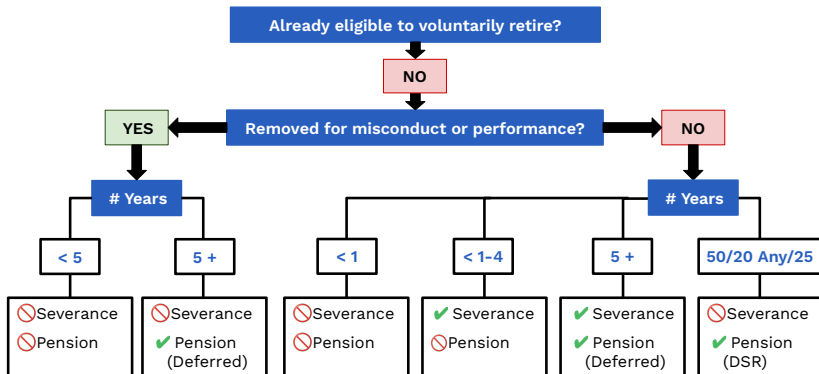 Already eligible to voluntarily retire?
NO
YES
Removed for misconduct or performance?
NO
# Years
# Years
< 5
5 +
< 1
< 1-4
5 +
50/20 Any/25
Severance
Pension
Severance
Pension
(Deferred)
Severance
Pension
Severance
Pension
Severance
Pension
(Deferred)
Severance
Pension
(DSR)